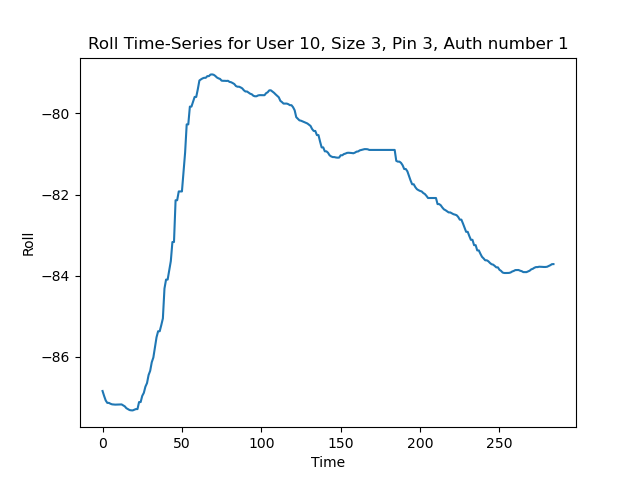 Roll Time-Series for User 10, Size 3, Pin 3, Auth number 1
−80
−82
−84
−86
Roll
0 50 100 150 200 250
Time